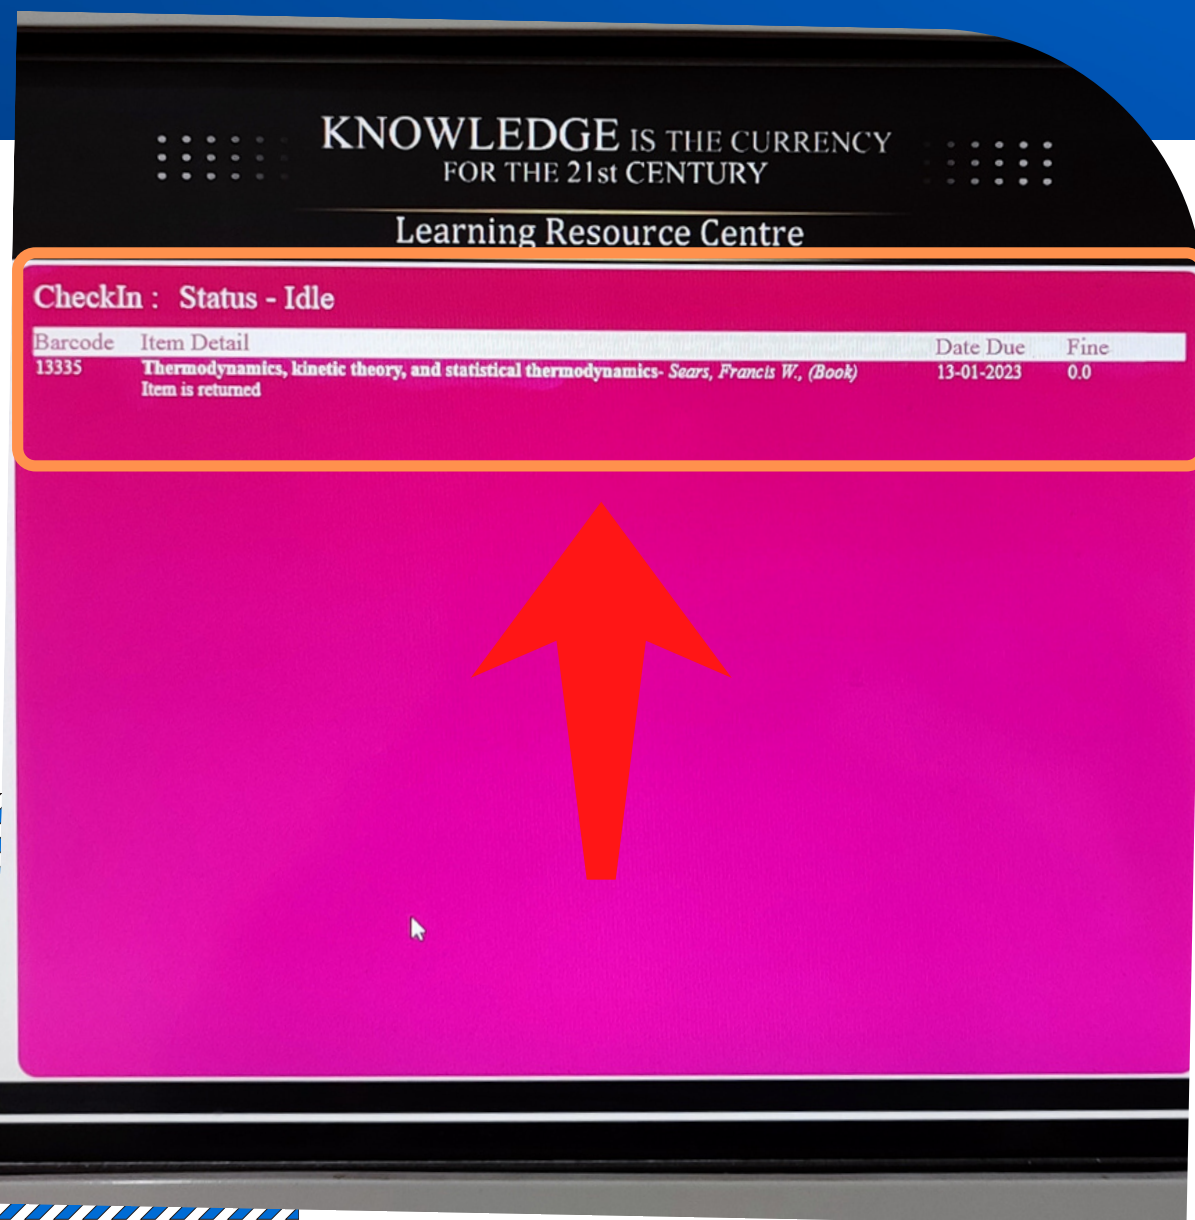 KNOWLEDGE IS THE CURRENCY
FOR THE 21st CENTURY
Learning Resource Centre
CheckIn : Status - Idle
Barcode Item Detail Date Due Fine
13335 Thermodynamics, kinetic theory, and statistical thermodynamics- Sears, Francis W., (Book) 13-01-2023 0.0
Item is returned